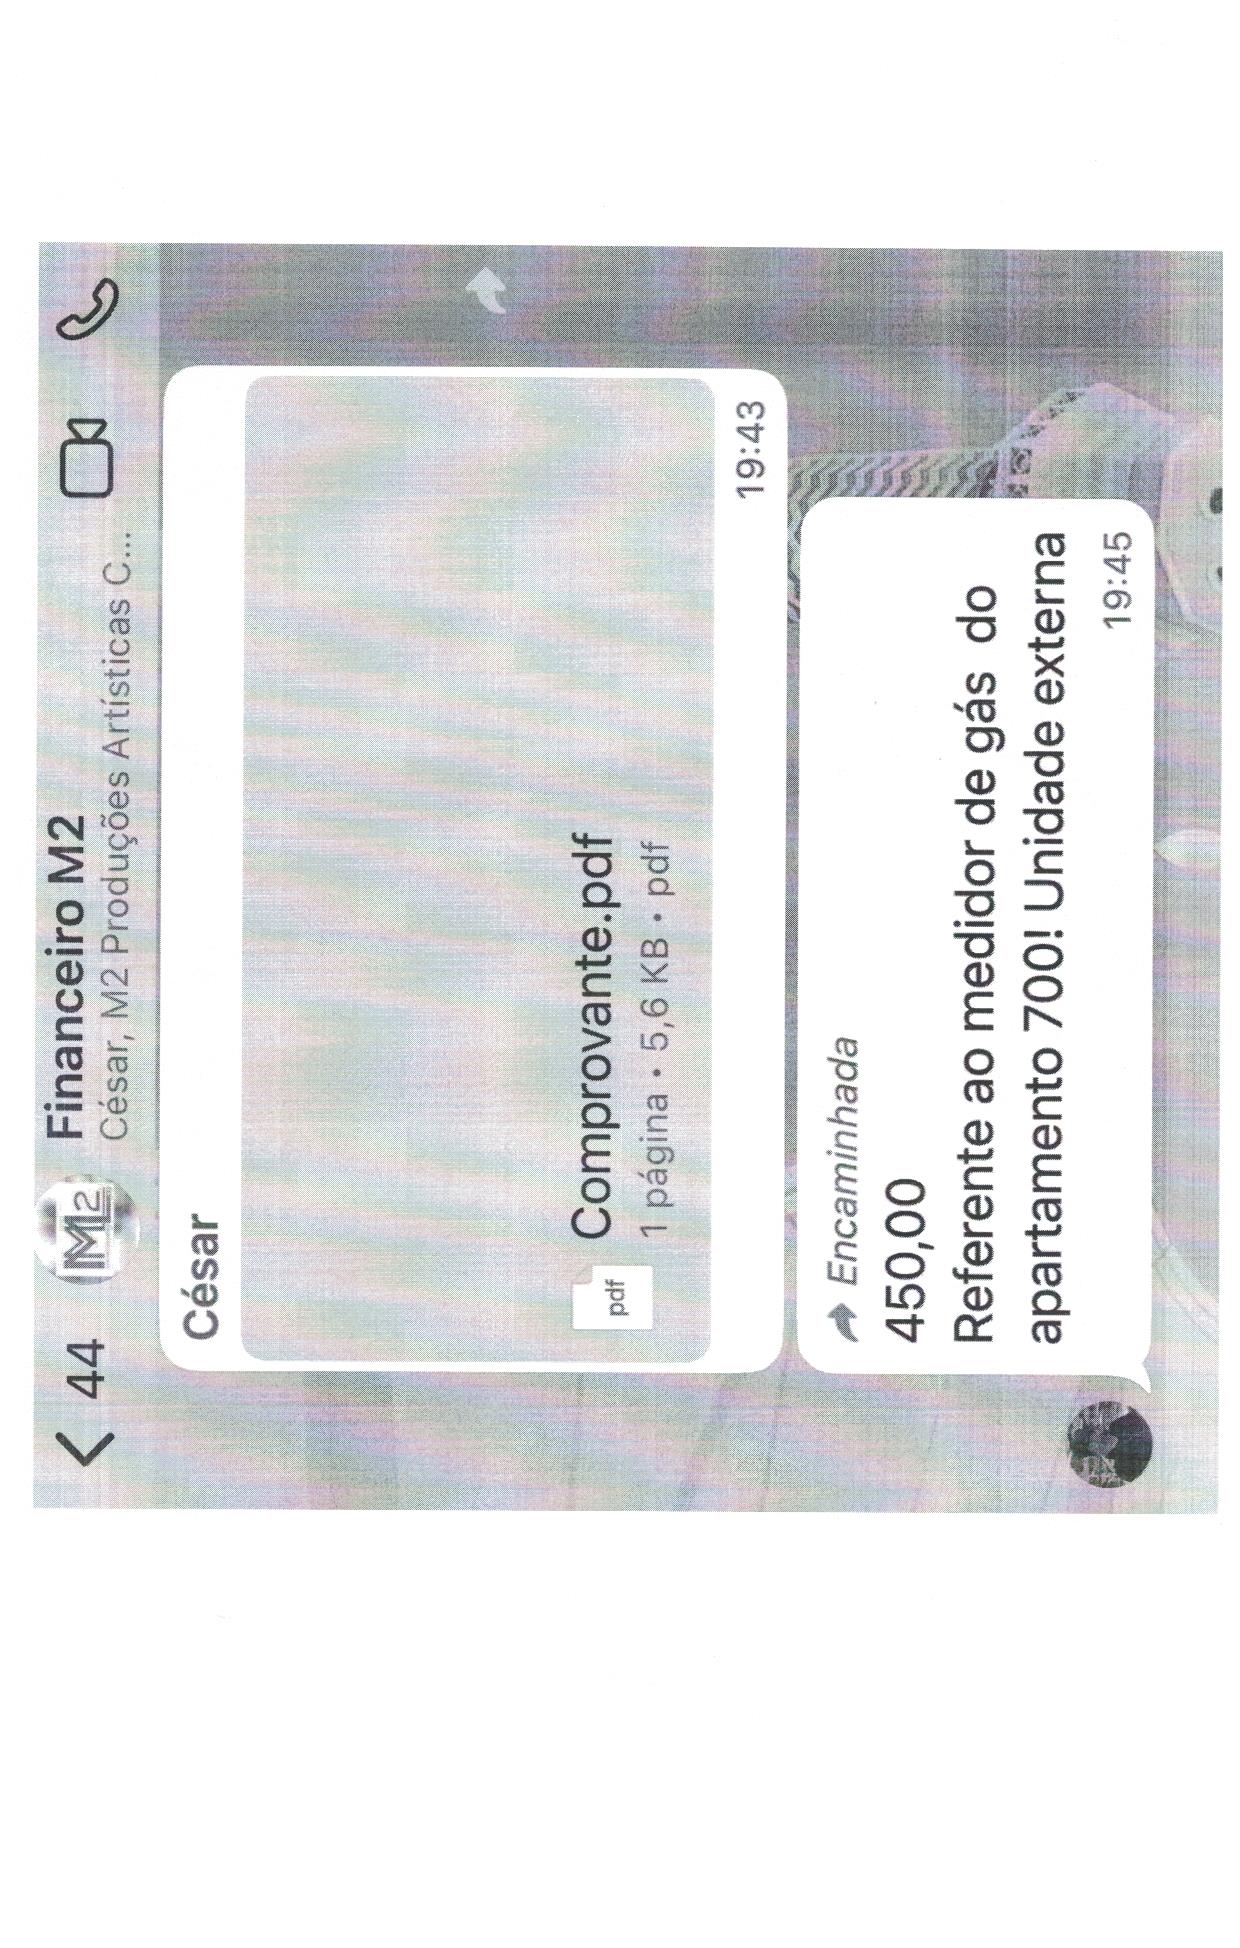 44
M2
Financeiro M2
César, M2 Produções Artísticas C...
César
pdf
Comprovante.pdf
1 página • 5,6 KB • pdf
19:43
Encaminhada
450,00
Referente ao medidor de gás do
apartamento 700! Unidade externa
19:45